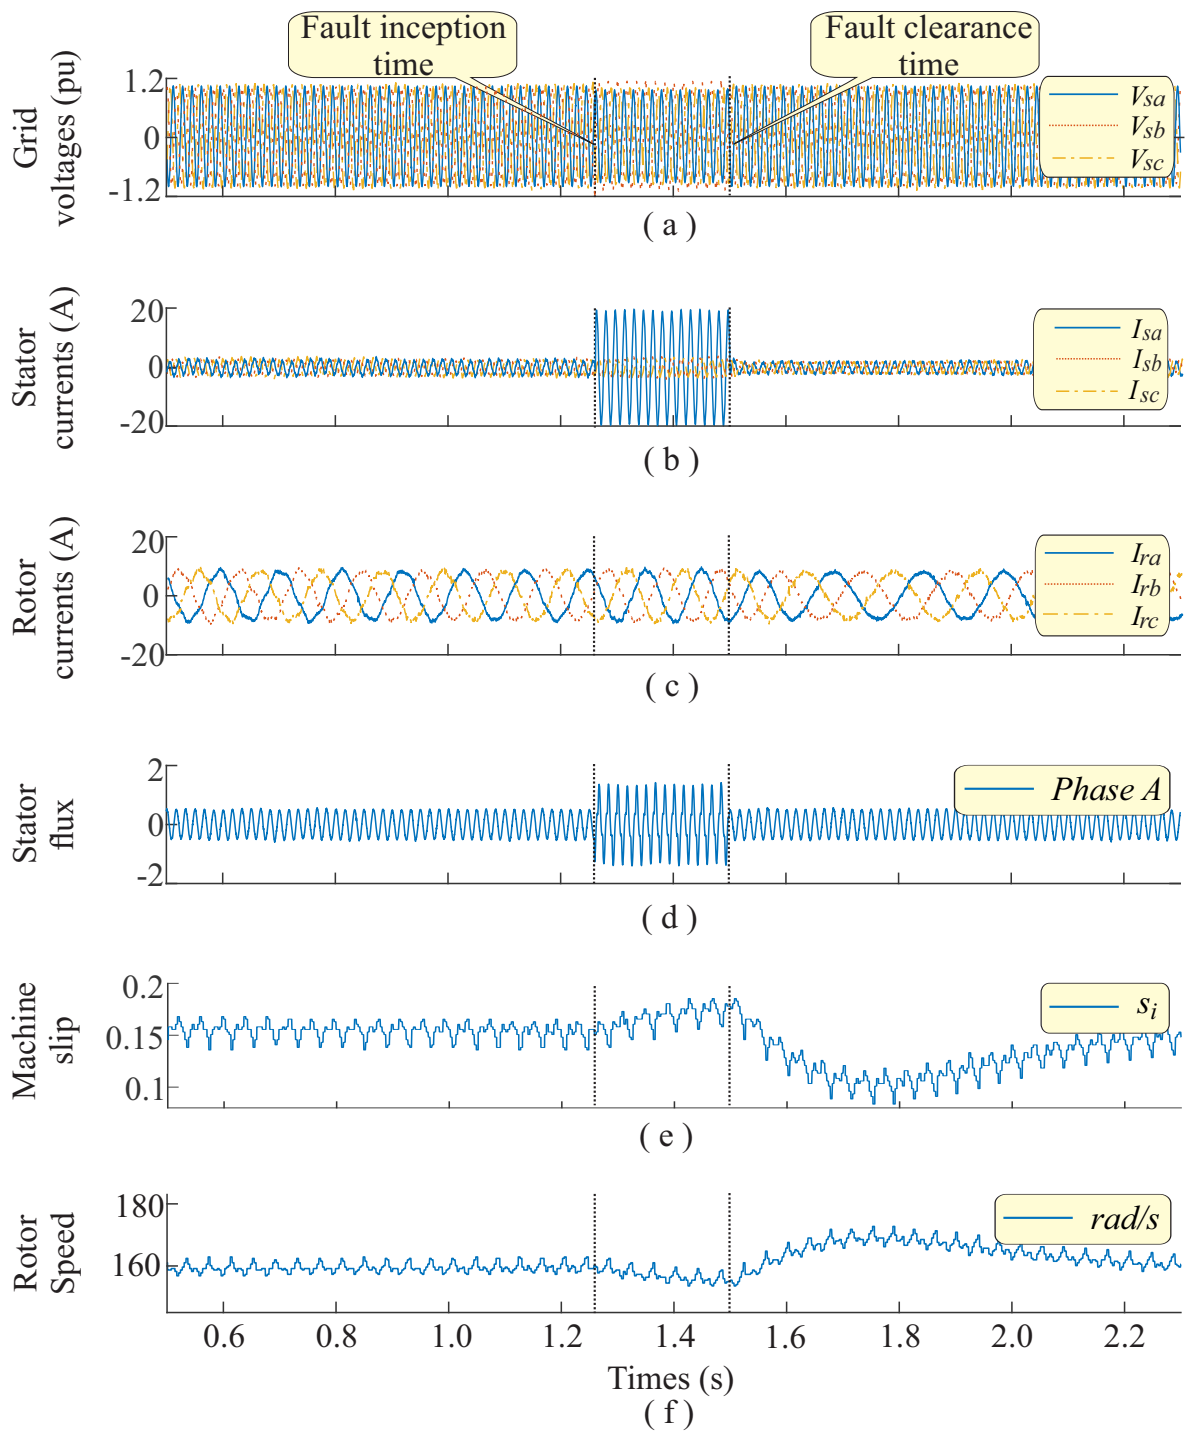 Fault inception
time
Fault clearance
time
Grid
voltages (pu)
1.2
0
-1.2
Vsa
Vsb
Vsc
( a )
Stator
currents (A)
20
0
-20
Isa
Isb
Isc
( b )
Rotor
currents (A)
20
0
-20
Ira
Irb
Irc
( c )
Stator
flux
2
0
-2
Phase A
( d )
Machine
slip
0.2
0.15
0.1
si
( e )
Rotor
Speed
180
160
rad/s
0.6 0.8 1.0 1.2 1.4 1.6 1.8 2.0 2.2
Times (s)
( f )